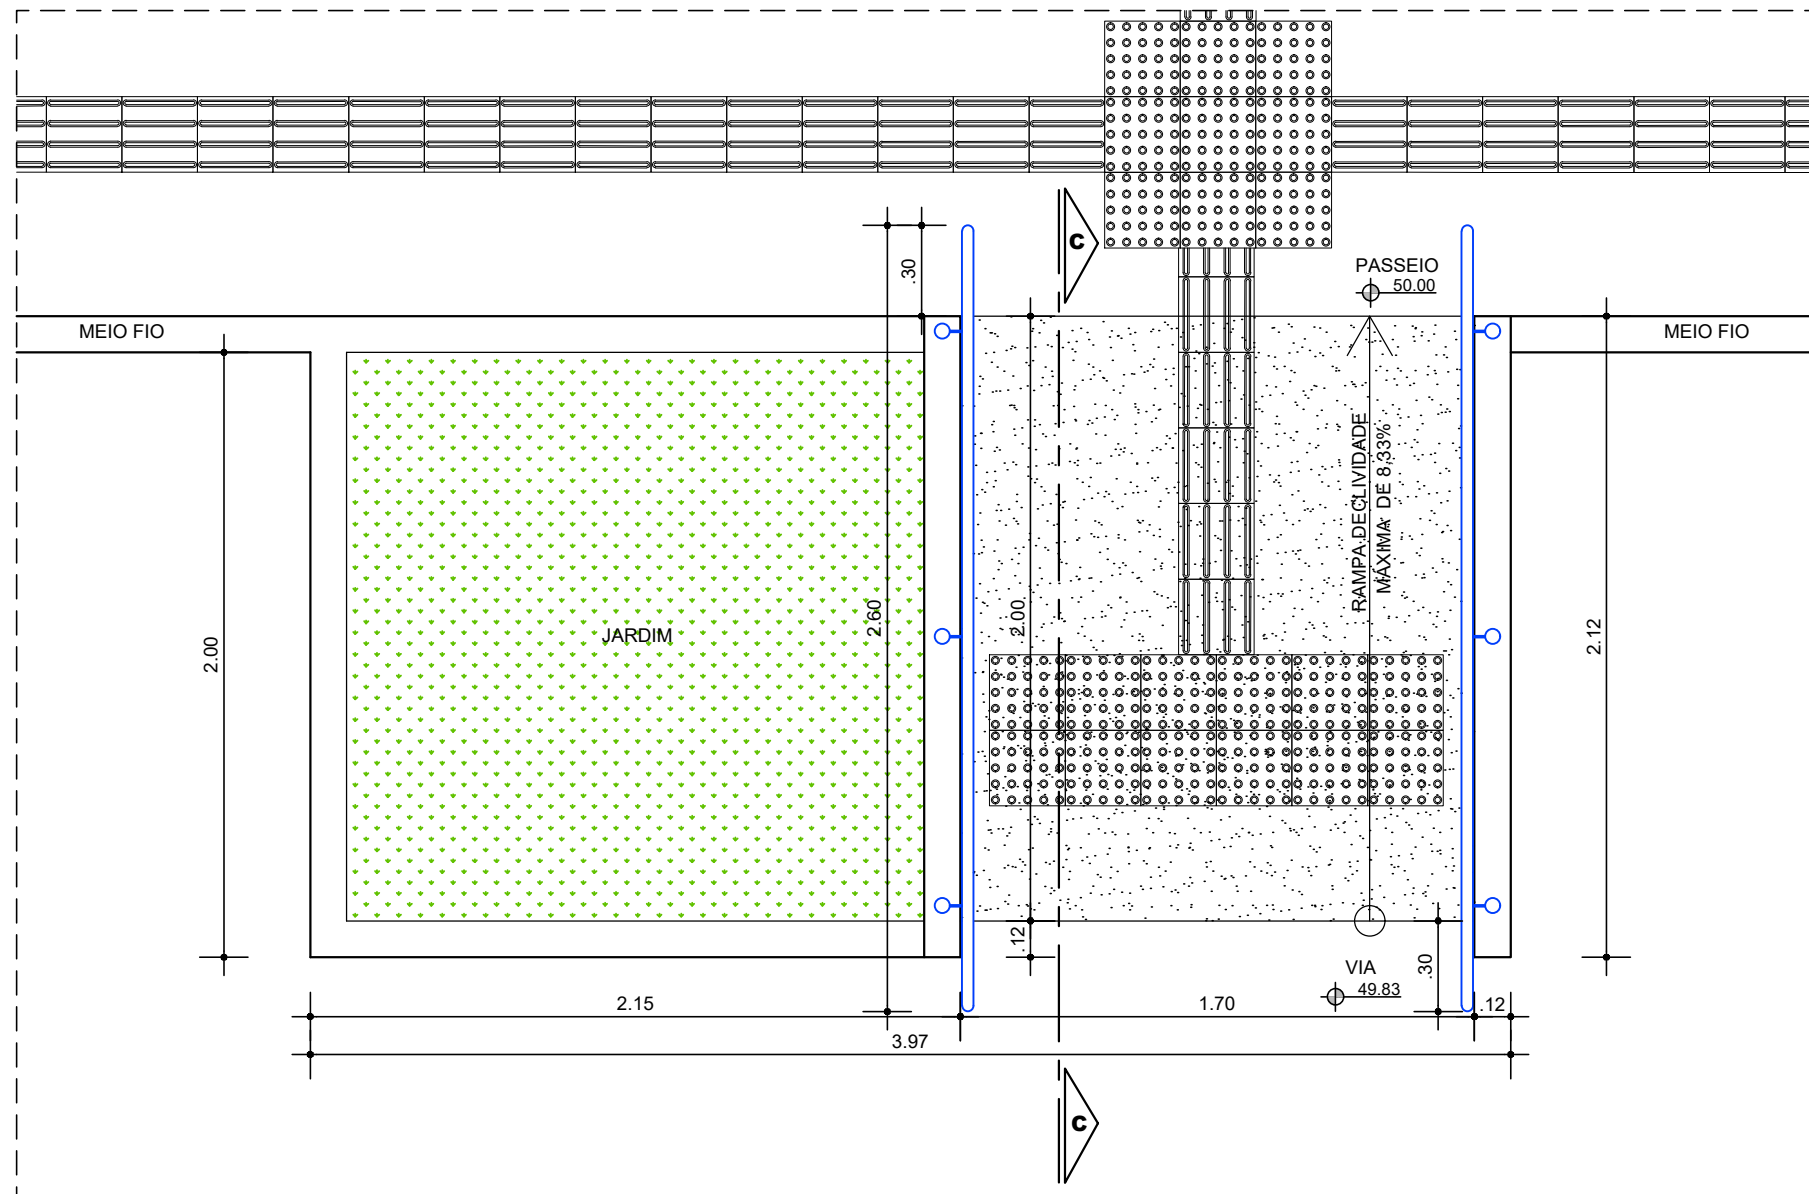 C
.30
PASSEIO
50.00
MEIO FIO
MEIO FIO
RAMPA DECLIVIDADE
MÁXIMA DE 8,33%
2.00
JARDIM
2.60
2.00
2.12
.12
VIA
49.83
.30
2.15
1.70
.12
3.97
C